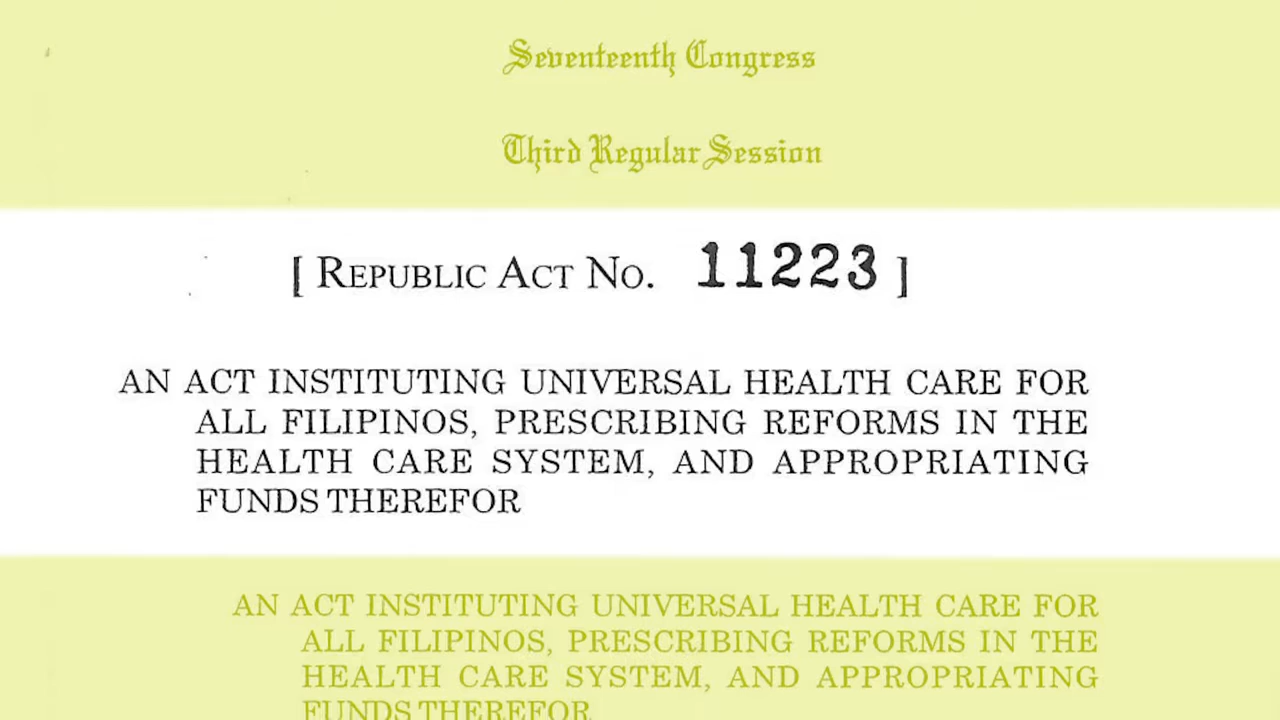 Seventeenth Congress
Third Regular Session
[ REPUBLIC ACT NO. 11223 ]
AN ACT INSTITUTING UNIVERSAL HEALTH CARE FOR
ALL FILIPINOS, PRESCRIBING REFORMS IN THE
HEALTH CARE SYSTEM, AND APPROPRIATING
FUNDS THEREFOR
AN ACT INSTITUTING UNIVERSAL HEALTH CARE FOR
ALL FILIPINOS, PRESCRIBING REFORMS IN THE
HEALTH CARE SYSTEM, AND APPROPRIATING
FUNDS THEREFOR